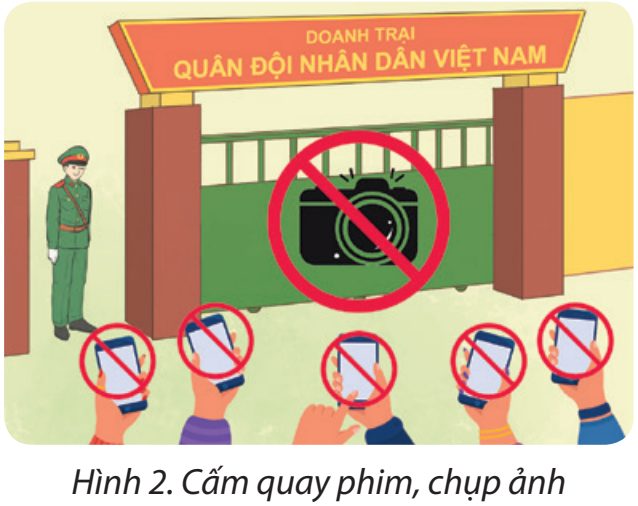 DOANH TRẠI
QUÂN ĐỘI NHÂN DÂN VIỆT NAM
Hình 2. Cấm quay phim, chụp ảnh